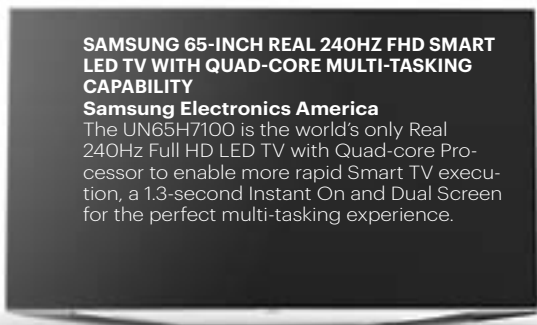 SAMSUNG 65-INCH REAL 240HZ FHD SMART
LED TV WITH QUAD-CORE MULTI-TASKING
CAPABILITY
Samsung Electronics America
The UN65H7100 is the world's only Real
240Hz Full HD LED TV with Quad-core Pro-
cessor to enable more rapid Smart TV execu-
tion, a 1.3-second Instant On and Dual Screen
for the perfect multi-tasking experience.